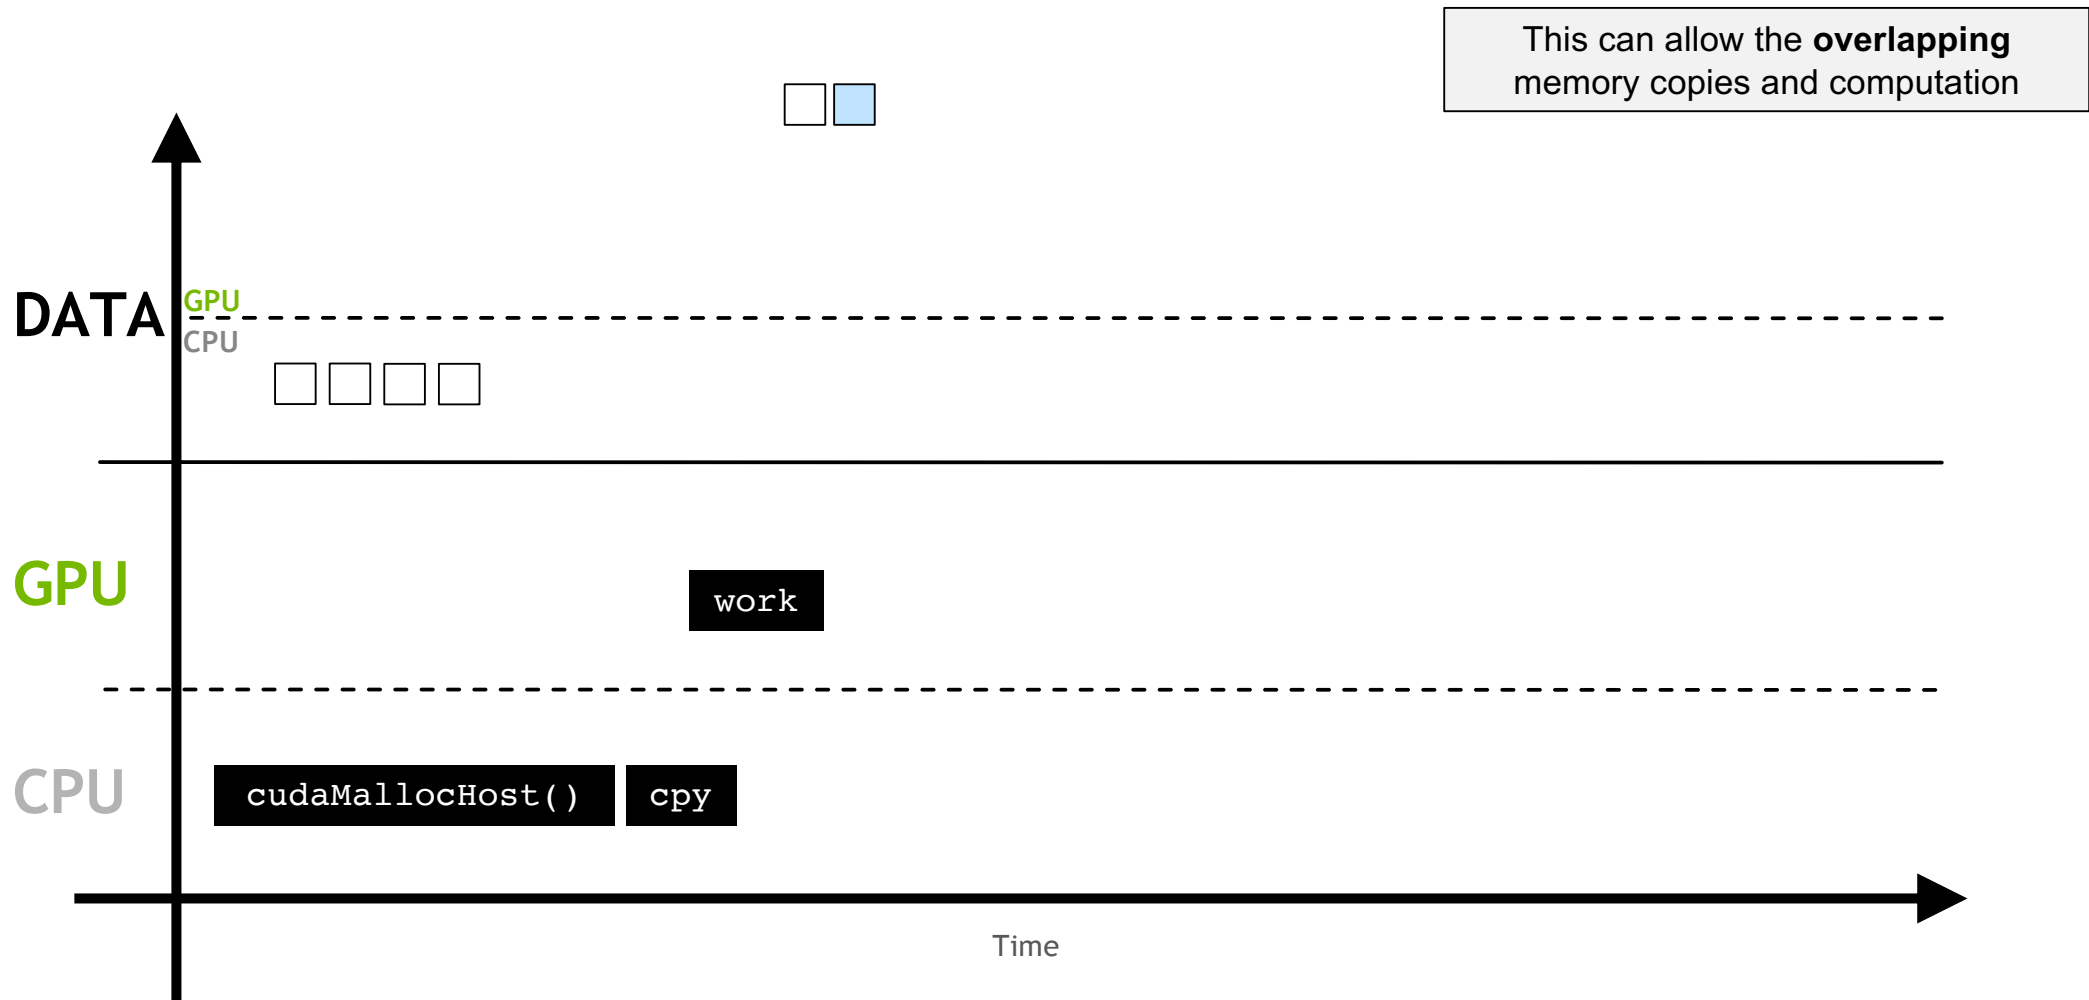 This can allow the overlapping
memory copies and computation
DATA
GPU
CPU
GPU
work
CPU
cudaMallocHost()
cpy
Time